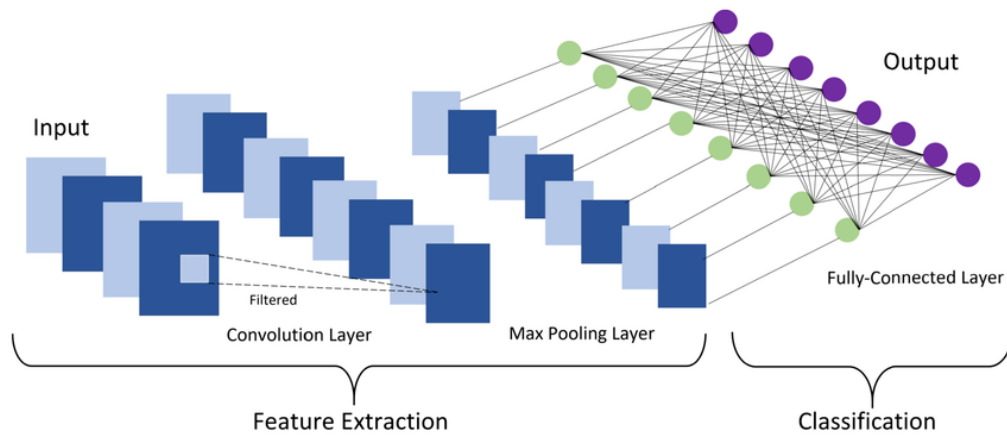 Input
Output
Filtered
Fully-Connected Layer
Convolution Layer
Max Pooling Layer
Feature Extraction
Classification